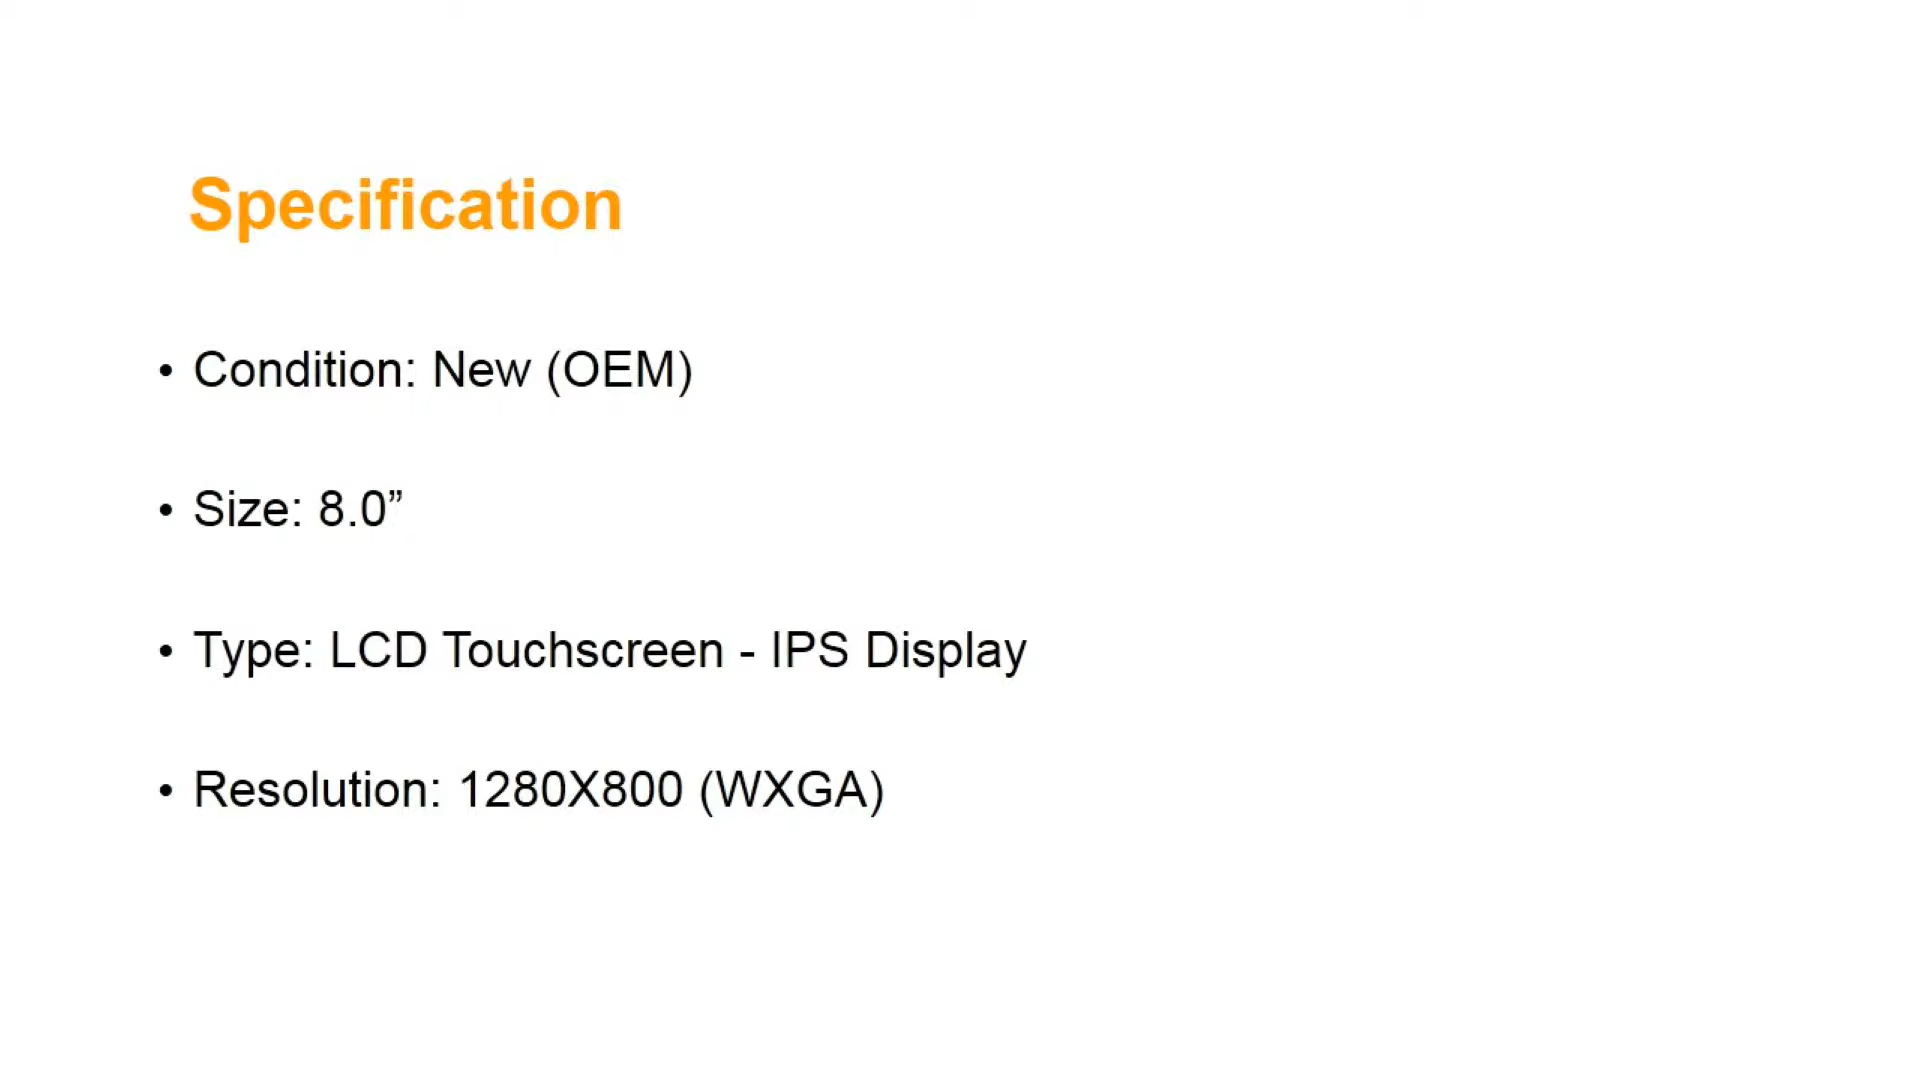 Specification
• Condition: New (OEM)
• Size: 8.0”
• Type: LCD Touchscreen - IPS Display
• Resolution: 1280X800 (WXGA)